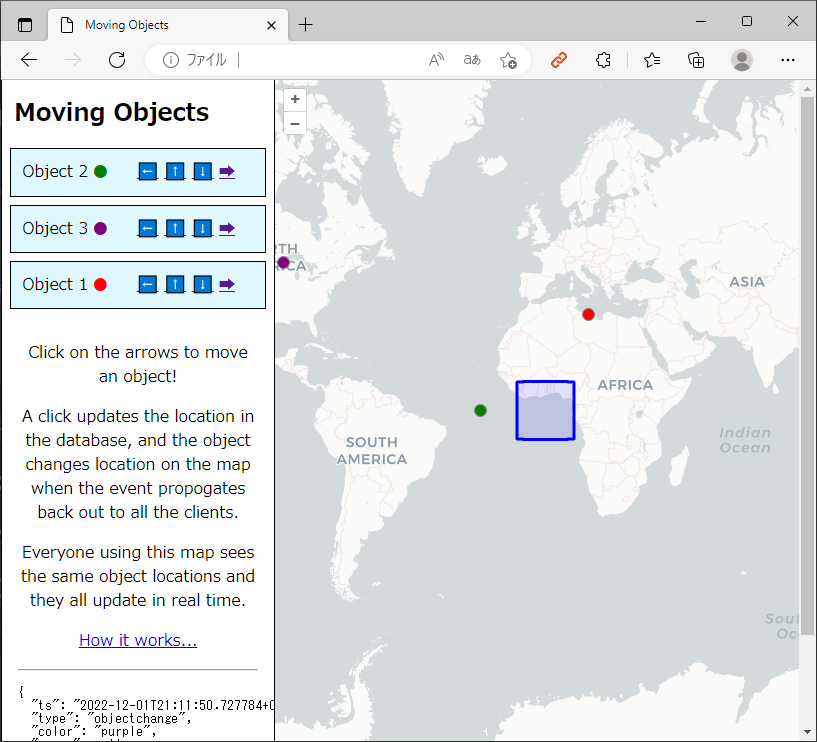 Moving Objects
ファイル
Moving Objects
Object 2
Object 3
Object 1
Click on the arrows to move
an object!
A click updates the location in
the database, and the object
changes location on the map
when the event propogates
back out to all the clients.
Everyone using this map sees
the same object locations and
they all update in real time.
How it works...
{
"ts": "2022-12-01T21:11:50.727784+0
"type": "objectchange",
"color": "purple",
+
−
ASIA
AFRICA
SOUTH
AMERICA
Indian
Ocean